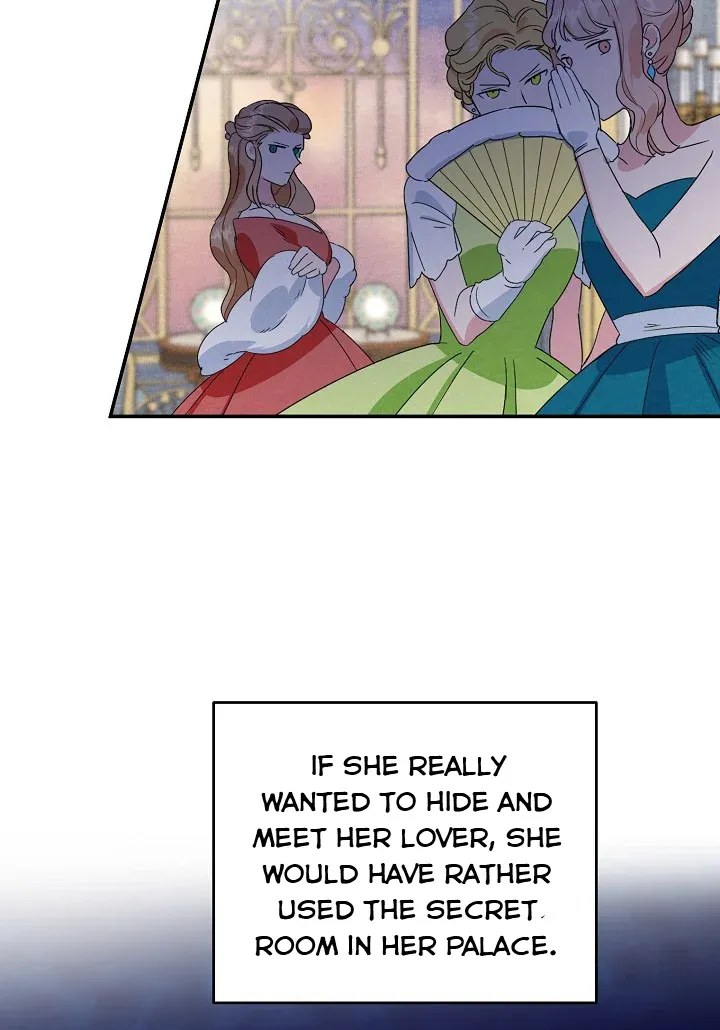 IF SHE REALLY
WANTED TO HIDE AND
MEET HER LOVER, SHE
WOULD HAVE RATHER
USED THE SECRET
ROOM IN HER PALACE.